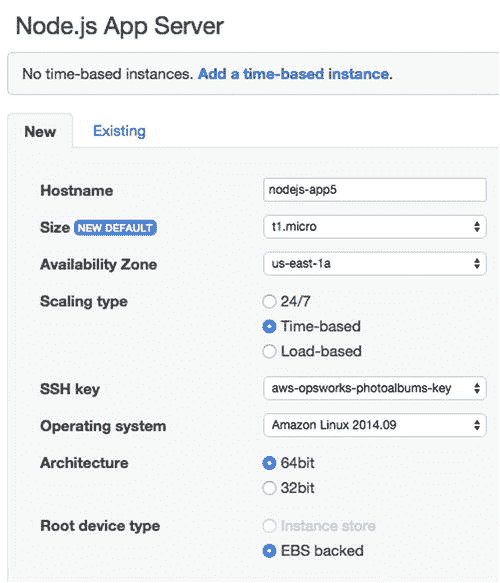 Node.js App Server
No time-based instances. Add a time-based instance.
New Existing
Hostname nodejs-app5
Size NEW DEFAULT t1.micro
Availability Zone us-east-1a
Scaling type 24/7
Time-based
Load-based
SSH key aws-opsworks-photoalbums-key
Operating system Amazon Linux 2014.09
Architecture 64bit
32bit
Root device type Instance store
EBS backed